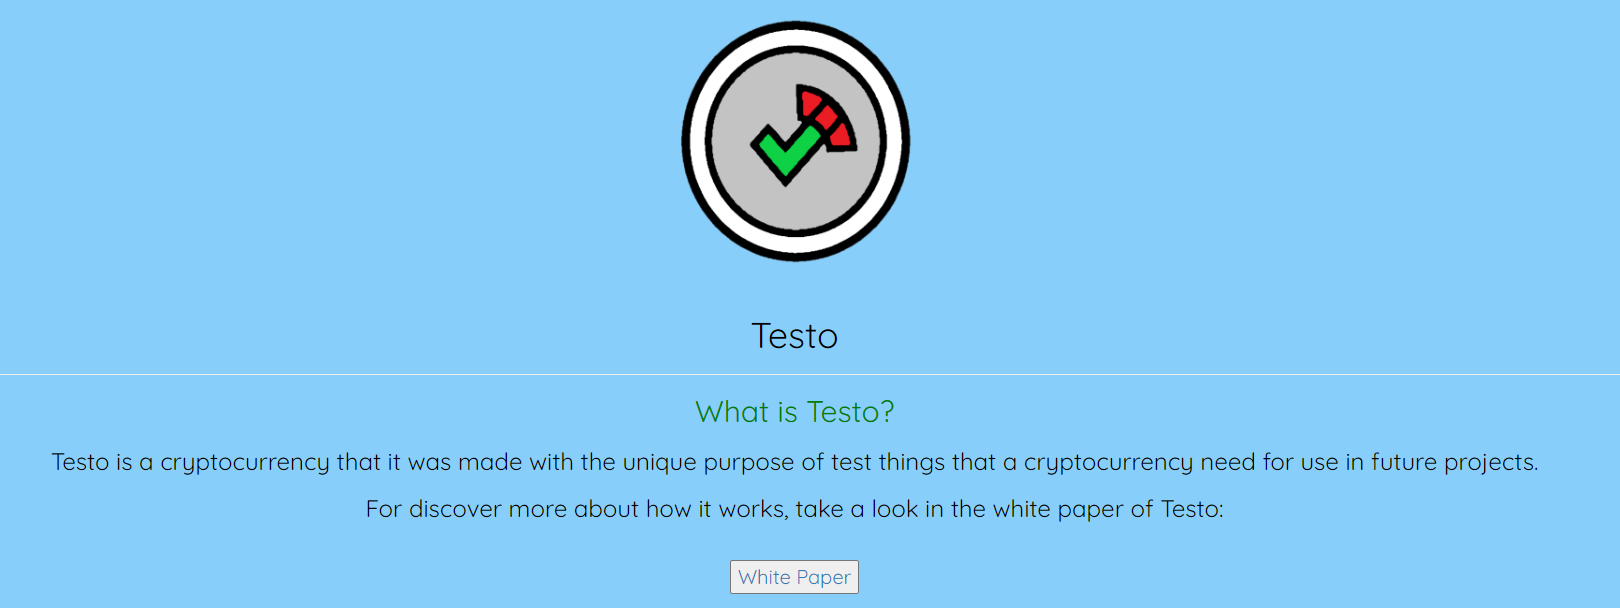 Testo
What is Testo?
Testo is a cryptocurrency that it was made with the unique purpose of test things that a cryptocurrency need for use in future projects.
For discover more about how it works, take a look in the white paper of Testo:
White Paper